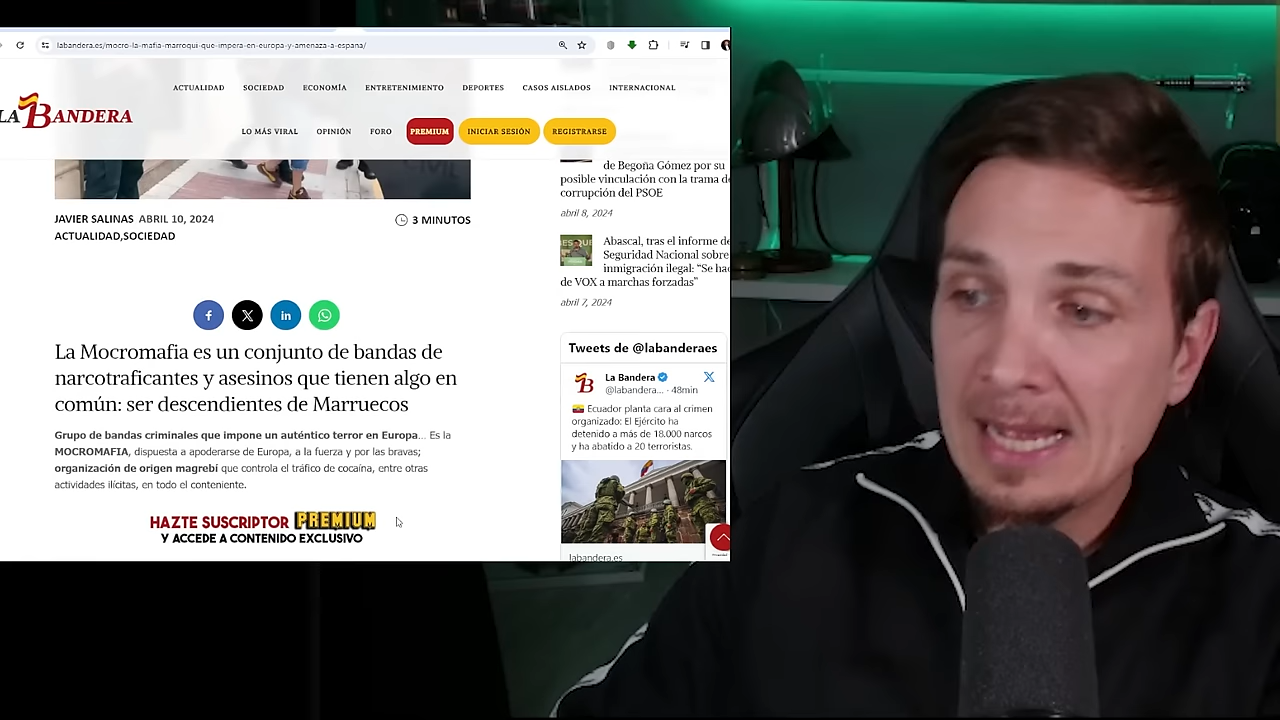 labandera.es/mocro-la-mafia-marroqui-que-impera-en-europa-y-amenaza-a-espana/
ACTUALIDAD SOCIEDAD ECONOMÍA ENTRETENIMIENTO DEPORTES CASOS AISLADOS INTERNACIONAL
LA BANDERA
LO MÁS VIRAL OPINIÓN FORO PREMIUM INICIAR SESIÓN REGISTRARSE
JAVIER SALINAS ABRIL 10, 2024
3 MINUTOS
ACTUALIDAD,SOCIEDAD
La Mocromafia es un conjunto de bandas de
narcotraficantes y asesinos que tienen algo en
común: ser descendientes de Marruecos
Grupo de bandas criminales que impone un auténtico terror en Europa... Es la
MOCROMAFIA, dispuesta a apoderarse de Europa, a la fuerza y por las bravas;
organización de origen magrebí que controla el tráfico de cocaína, entre otras
actividades ilícitas, en todo el conteniente.
HAZTE SUSCRIPTOR PREMIUM
Y ACCEDE A CONTENIDO EXCLUSIVO
de Begoña Gómez por su
posible vinculación con la trama de
corrupción del PSOE
abril 8, 2024
Abascal, tras el informe de
Seguridad Nacional sobre
inmigración ilegal: “Se ha
de VOX a marchas forzadas”
abril 7, 2024
Tweets de @labanderaes
La Bandera
@labandera... · 48min
Ecuador planta cara al crimen
organizado: El Ejército ha
detenido a más de 18.000 narcos
y ha abatido a 20 terroristas.
labandera.es